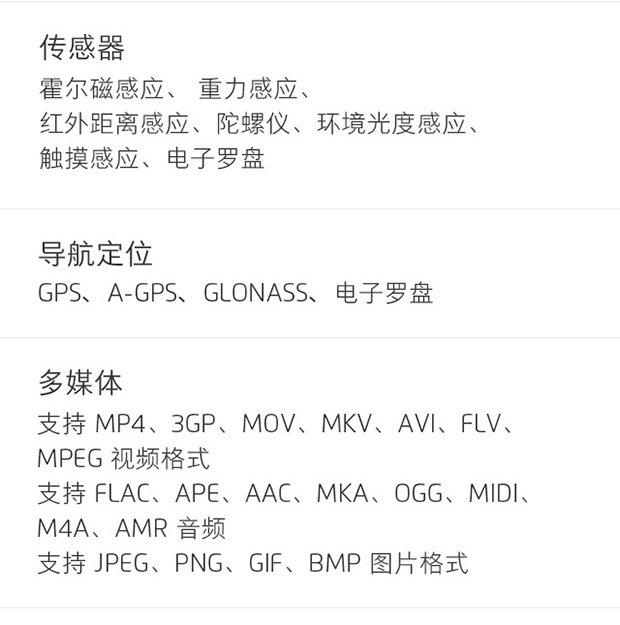 传感器
霍尔磁感应、 重力感应、
红外距离感应、陀螺仪、环境光度感应、
触摸感应、电子罗盘
导航定位
GPS、A-GPS、GLONASS、电子罗盘
多媒体
支持 MP4、3GP、MOV、MKV、AVI、FLV、
MPEG 视频格式
支持 FLAC、APE、AAC、MKA、OGG、MIDI、
M4A、AMR 音频
支持 JPEG、PNG、GIF、BMP 图片格式